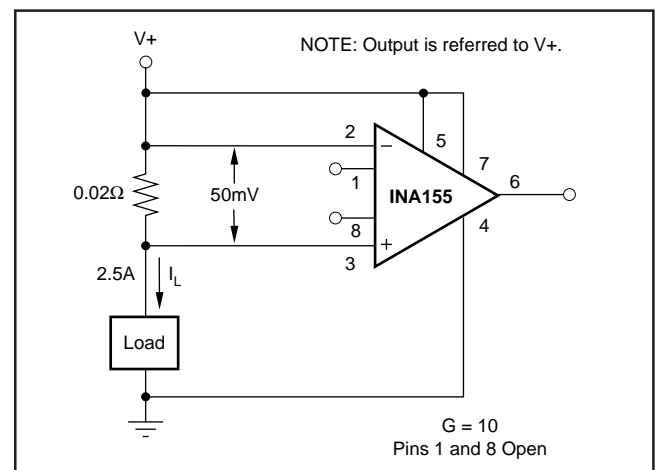 V+
NOTE: Output is referred to V+.
2
−
5
7
0.02Ω
50mV
1
INA155
6
8
4
+
3
2.5A
I_L
Load
G = 10
Pins 1 and 8 Open